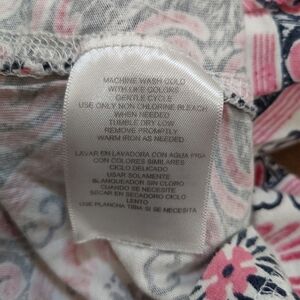 MACHINE WASH COLD
WITH LIKE COLORS
GENTLE CYCLE
USE ONLY NON CHLORINE BLEACH
WHEN NEEDED
TUMBLE DRY LOW
REMOVE PROMPTLY
WARM IRON AS NEEDED
LAVAR EN LAVADORA CON AGUA FRIA
CON COLORES SIMILARES
CICLO DELICADO
USAR SOLAMENTE
BLANQUEADOR SIN CLORO
CUANDO SE NECESITE
SECAR EN SECADORO CICLO
LENTO
USE PLANCHA TIBIA SI SE NECESITA